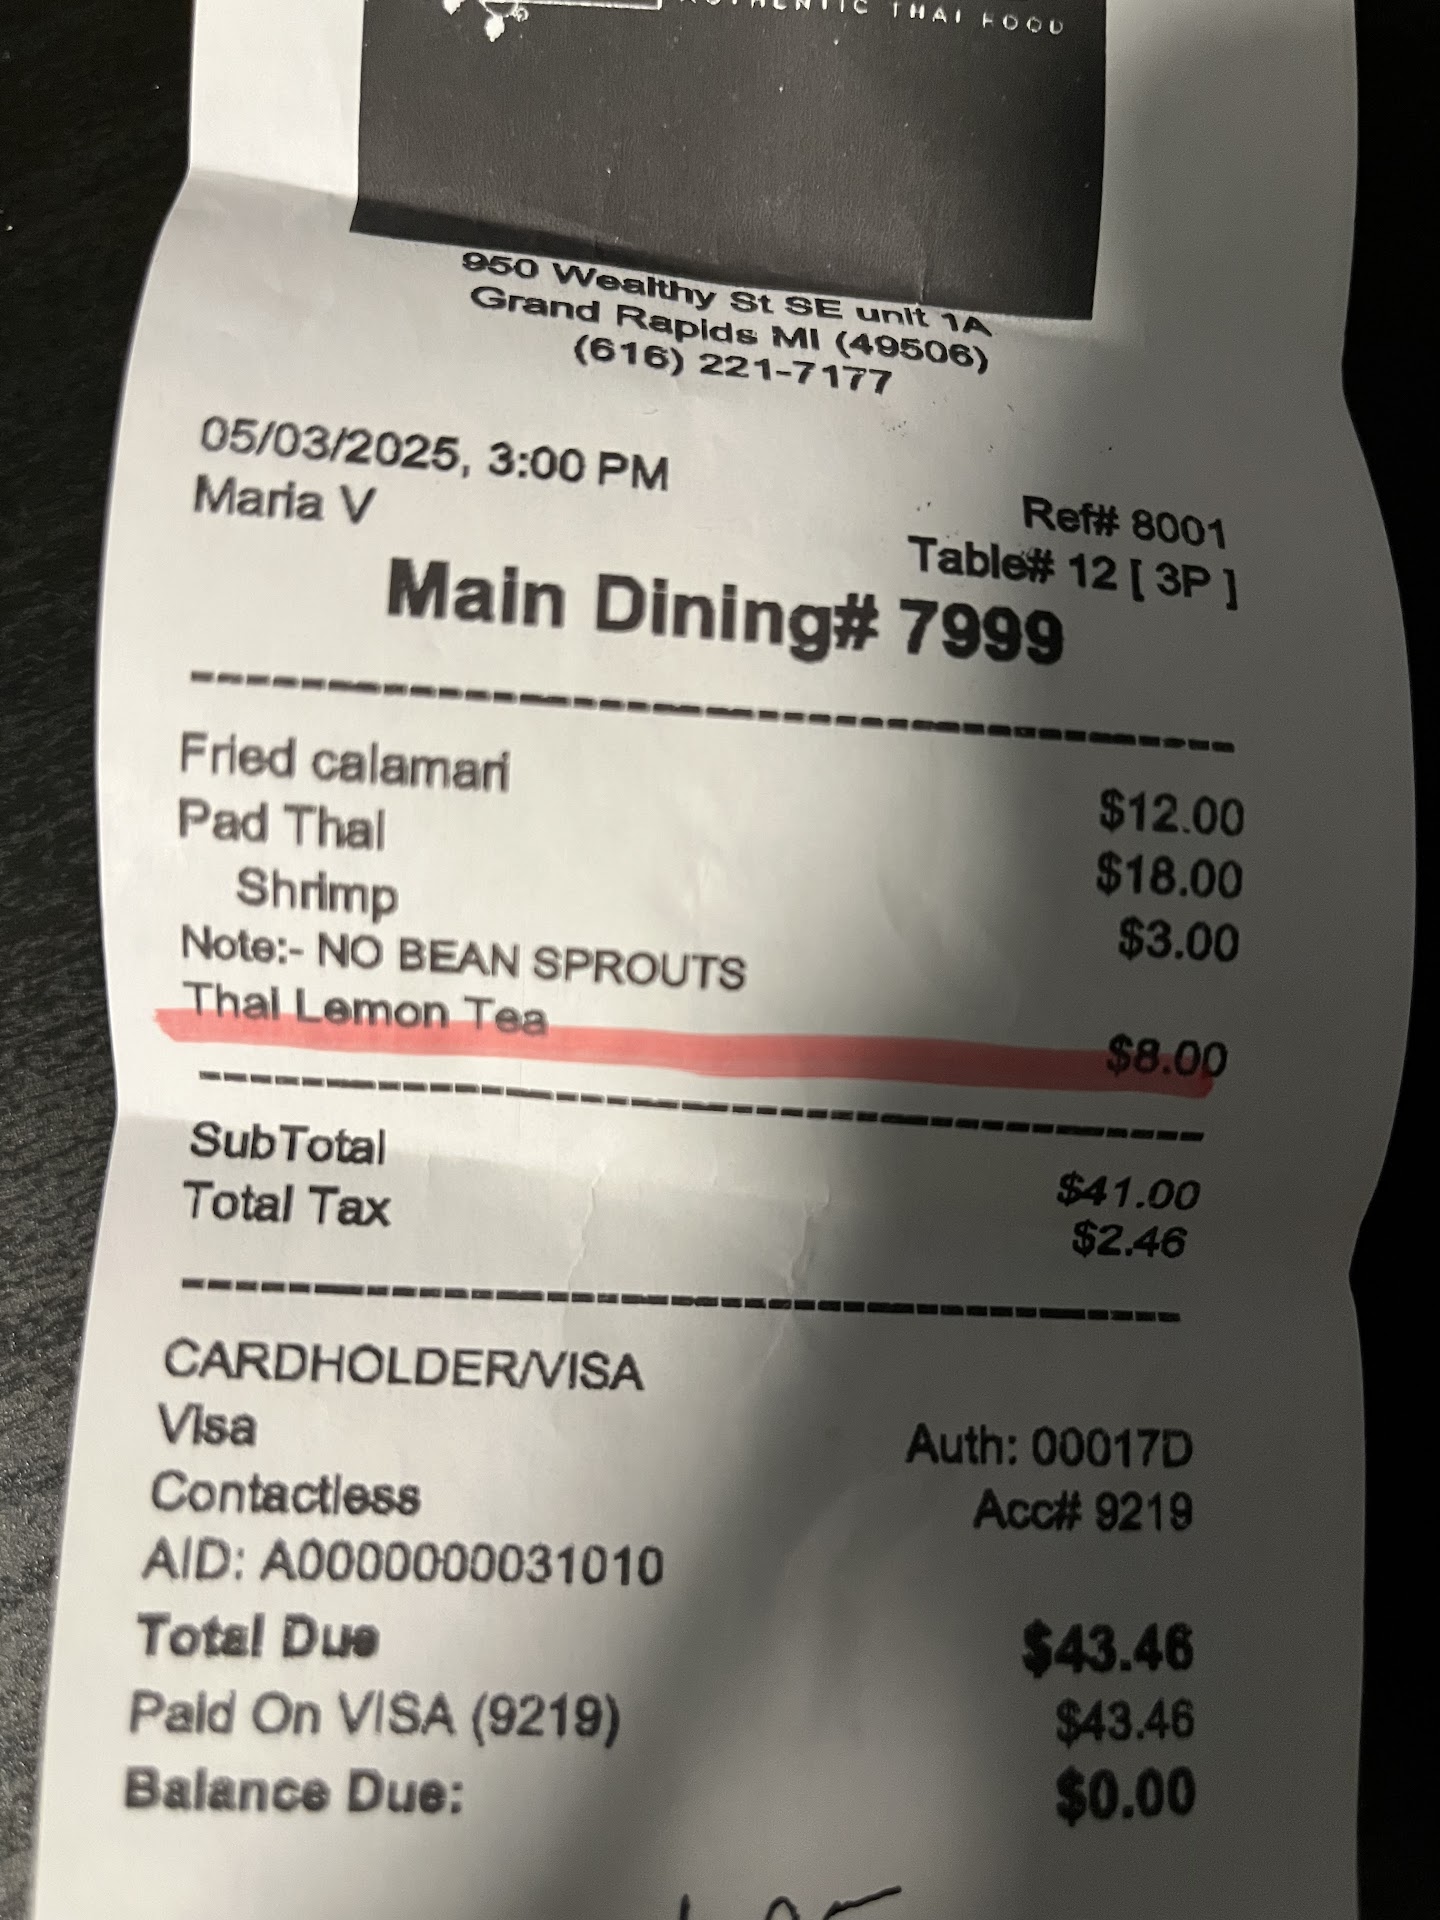 AUTHENTIC THAI FOOD
950 Wealthy St SE unit 1A
Grand Rapids MI (49506)
(616) 221-7177
05/03/2025, 3:00 PM
Maria V
Ref# 8001
Table# 12 [ 3P ]
Main Dining# 7999
Fried calamari $12.00
Pad Thai $18.00
Shrimp $3.00
Note:- NO BEAN SPROUTS
Thai Lemon Tea $8.00
SubTotal $41.00
Total Tax $2.46
CARDHOLDER/VISA
Visa Auth: 00017D
Contactless Acc# 9219
AID: A0000000031010
Total Due $43.46
Paid On VISA (9219) $43.46
Balance Due: $0.00